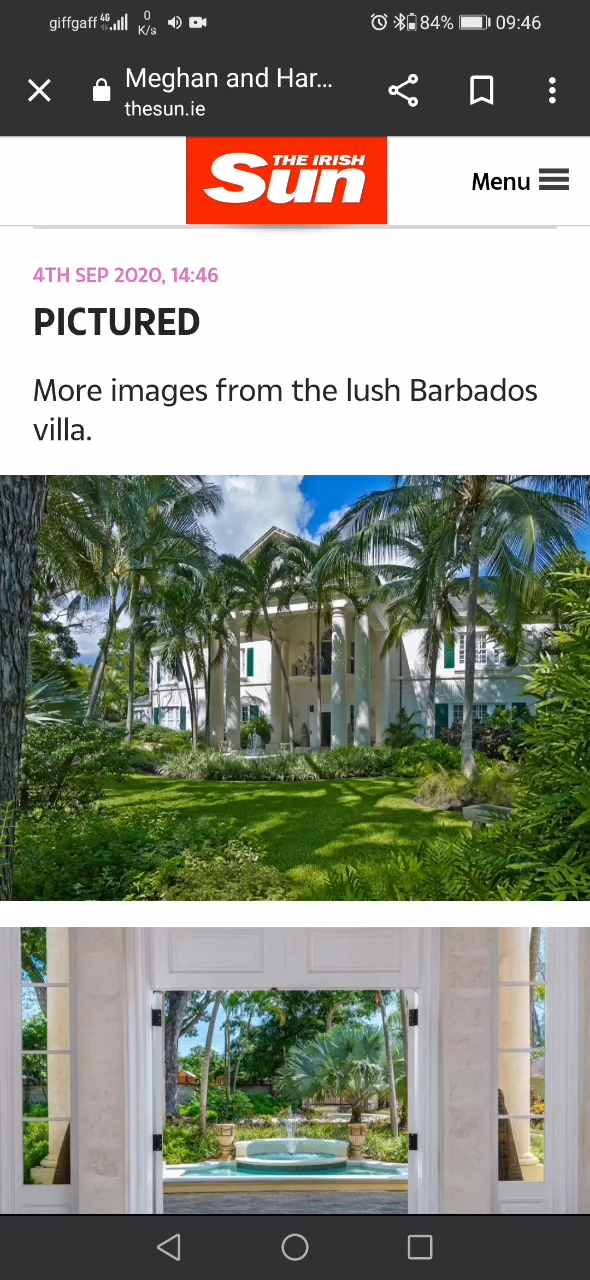 giffgaff 4G 0 K/s 84% 09:46
Meghan and Har...
thesun.ie
THE IRISH
Sun
Menu
4TH SEP 2020, 14:46
PICTURED
More images from the lush Barbados
villa.